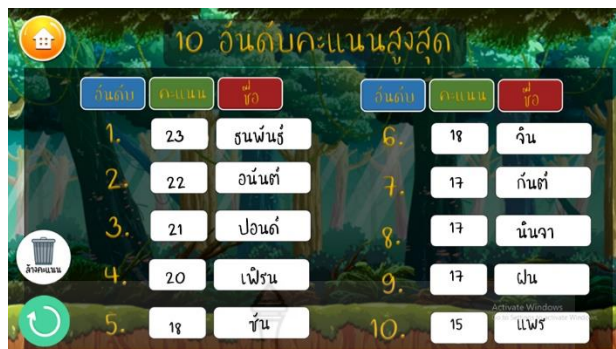 10 อันดับคะแนนสูงสุด
อันดับ คะแนน ชื่อ
1. 23 ธนพันธ์
2. 22 อนันต์
3. 21 ปอนด์
4. 20 เฟิรน
5. 18 ซัน
อันดับ คะแนน ชื่อ
6. 18 จีน
7. 17 กันต์
8. 17 นินจา
9. 17 ฝน
10. 15 แพร
ล้างคะแนน
Activate Windows